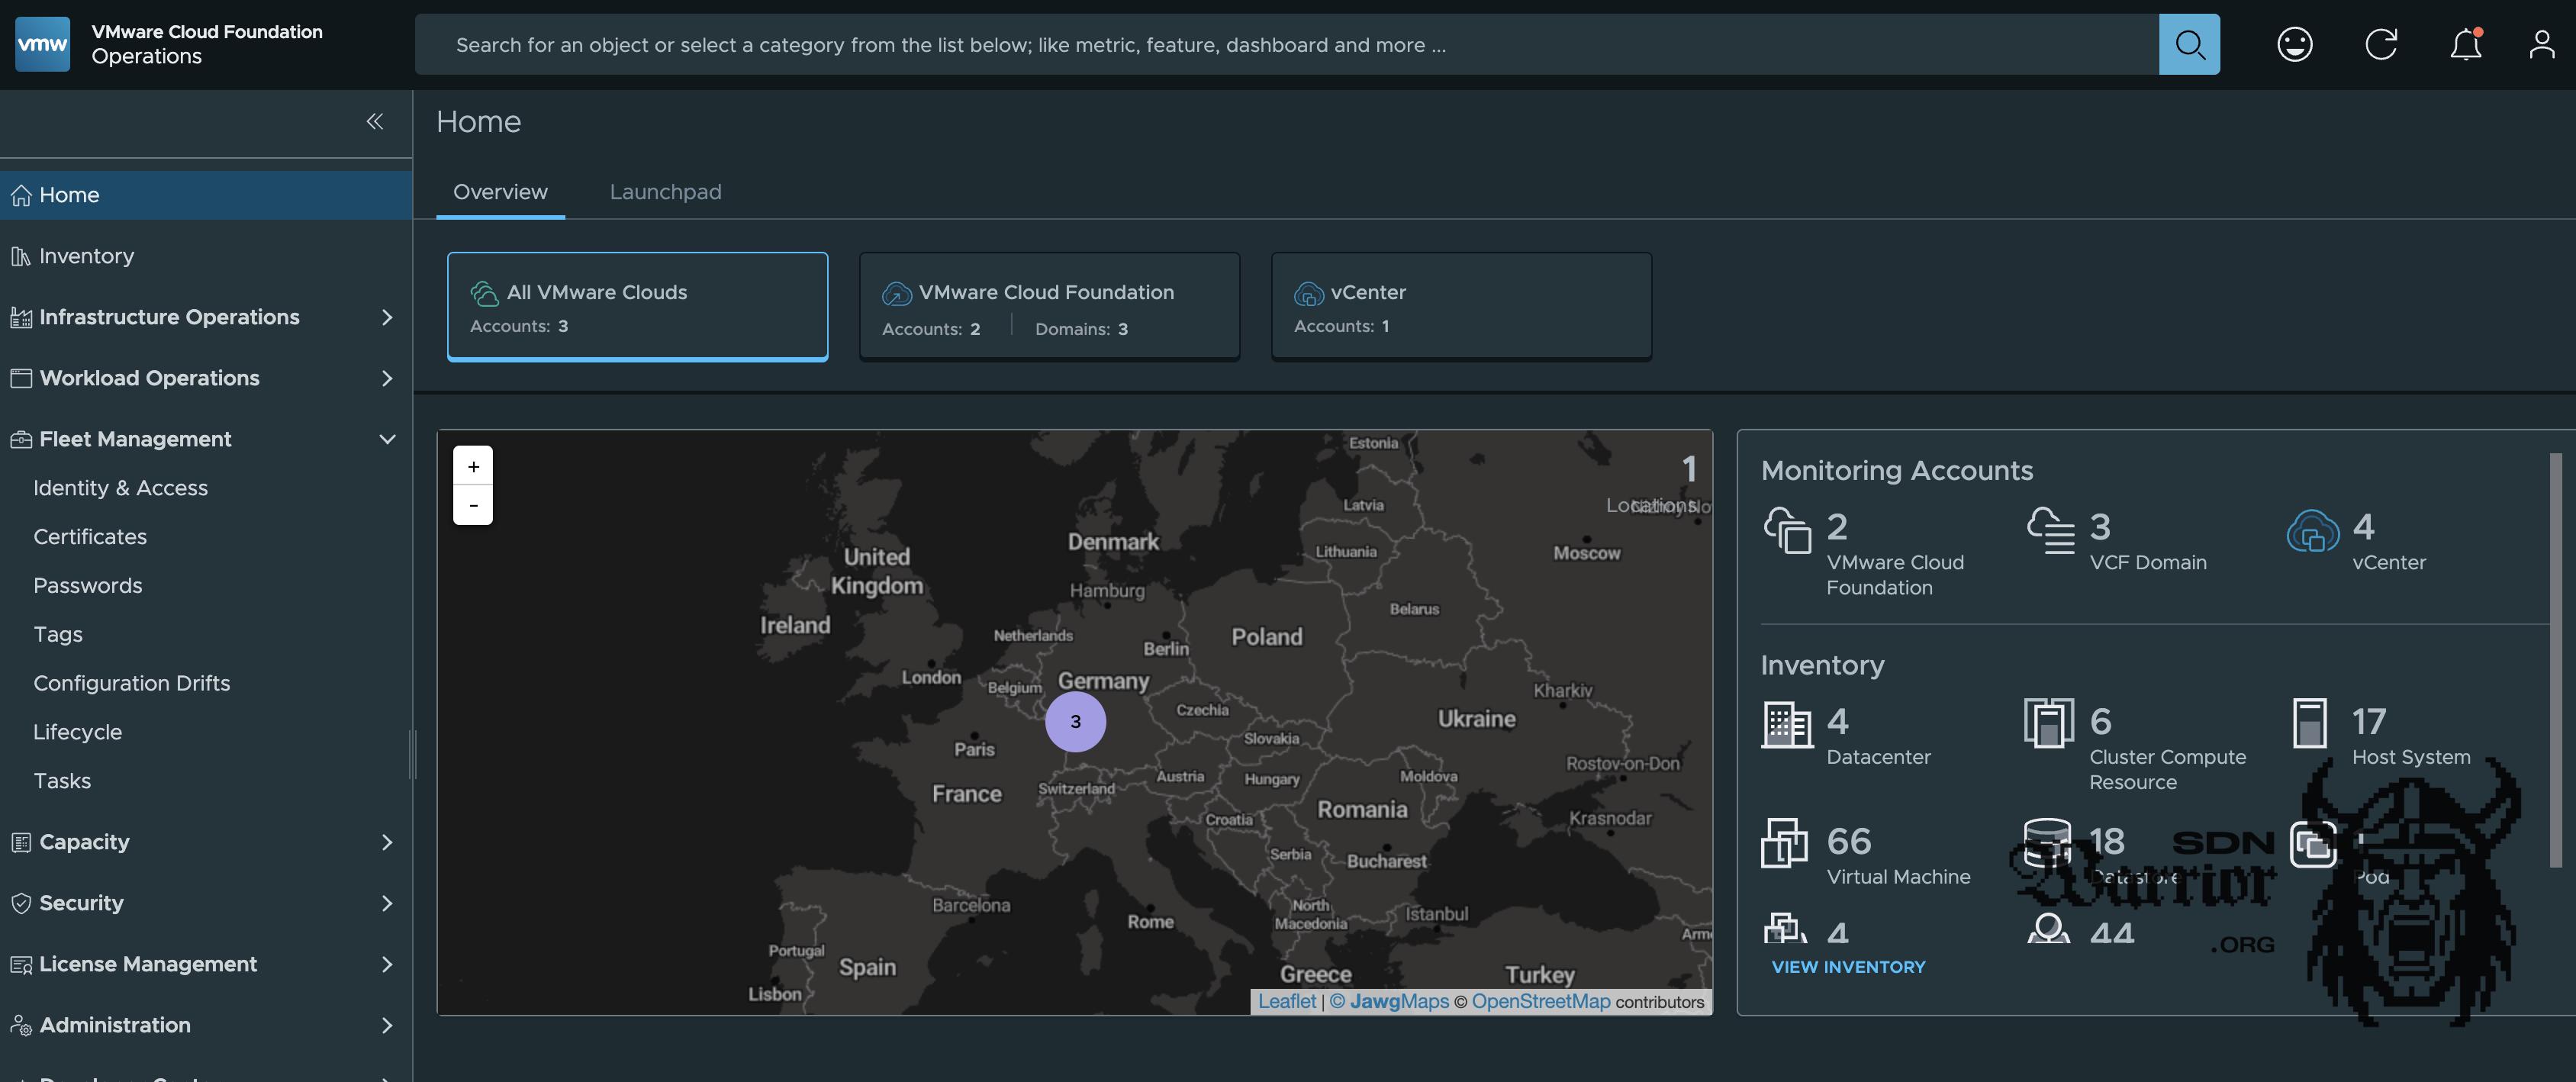 vmw
VMware Cloud Foundation
Operations
Search for an object or select a category from the list below; like metric, feature, dashboard and more ...
Home
Inventory
Infrastructure Operations
Workload Operations
Fleet Management
Identity & Access
Certificates
Passwords
Tags
Configuration Drifts
Lifecycle
Tasks
Capacity
Security
License Management
Administration
Home
Overview
Launchpad
All VMware Clouds
Accounts: 3
VMware Cloud Foundation
Accounts: 2
Domains: 3
vCenter
Accounts: 1
+
-
1
Locations
Estonia
Latvia
Lithuania
Moscow
Denmark
United
Kingdom
Hamburg
Belarus
Ireland
Netherlands
Berlin
Poland
London
Belgium
Germany
Kharkiv
3
Czechia
Ukraine
Paris
Slovakia
Rostov-on-Don
Austria
Hungary
Moldova
France
Switzerland
Romania
Croatia
Krasnodar
Serbia
Bucharest
Barcelona
Rome
North
Macedonia
Istanbul
Portugal
Spain
Greece
Turkey
Lisbon
Leaflet | © JawgMaps © OpenStreetMap contributors
Monitoring Accounts
2
VMware Cloud
Foundation
3
VCF Domain
4
vCenter
Inventory
4
Datacenter
6
Cluster Compute
Resource
17
Host System
66
Virtual Machine
18
Datastore
Pod
4
44
VIEW INVENTORY
SDN
Warrior
.ORG